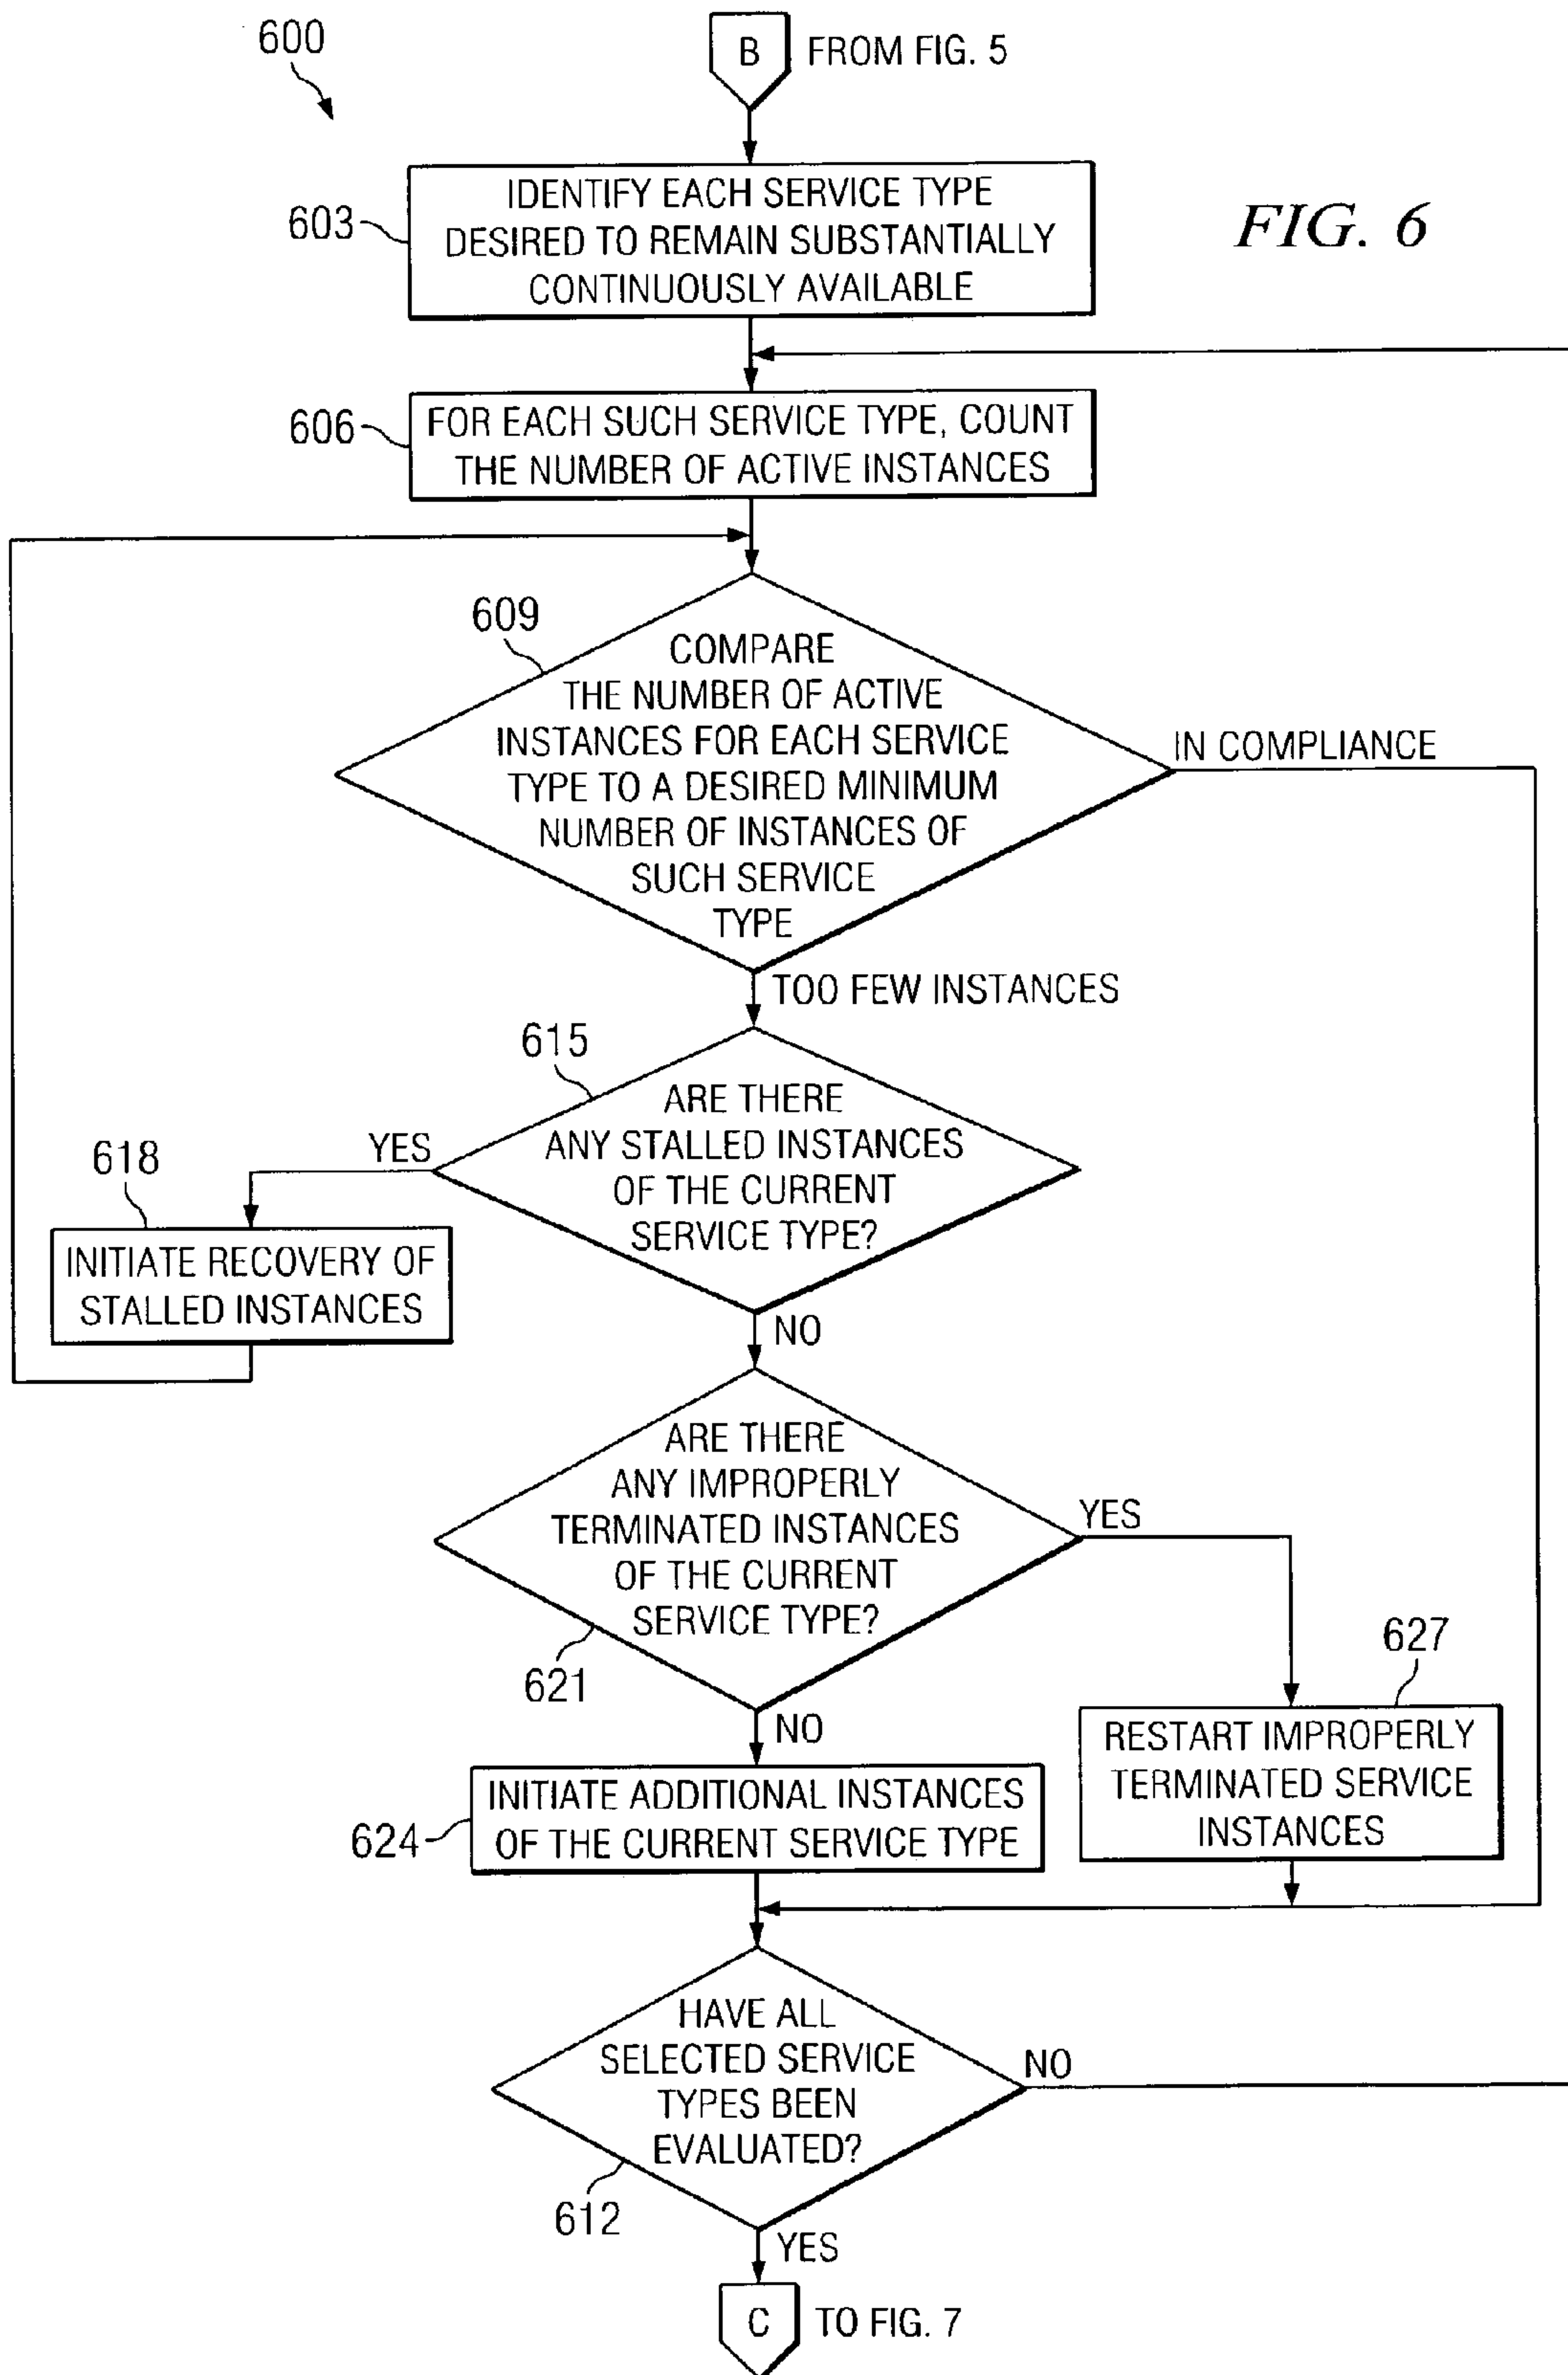 600
B
FROM FIG. 5
603
IDENTIFY EACH SERVICE TYPE
DESIRED TO REMAIN SUBSTANTIALLY
CONTINUOUSLY AVAILABLE
FIG. 6
606
FOR EACH SUCH SERVICE TYPE, COUNT
THE NUMBER OF ACTIVE INSTANCES
609
COMPARE
THE NUMBER OF ACTIVE
INSTANCES FOR EACH SERVICE
TYPE TO A DESIRED MINIMUM
NUMBER OF INSTANCES OF
SUCH SERVICE
TYPE
IN COMPLIANCE
TOO FEW INSTANCES
615
ARE THERE
ANY STALLED INSTANCES
OF THE CURRENT
SERVICE TYPE?
YES
618
INITIATE RECOVERY OF
STALLED INSTANCES
NO
ARE THERE
ANY IMPROPERLY
TERMINATED INSTANCES
OF THE CURRENT
SERVICE TYPE?
YES
621
627
NO
RESTART IMPROPERLY
TERMINATED SERVICE
INSTANCES
624
INITIATE ADDITIONAL INSTANCES
OF THE CURRENT SERVICE TYPE
HAVE ALL
SELECTED SERVICE
TYPES BEEN
EVALUATED?
NO
612
YES
C
TO FIG. 7